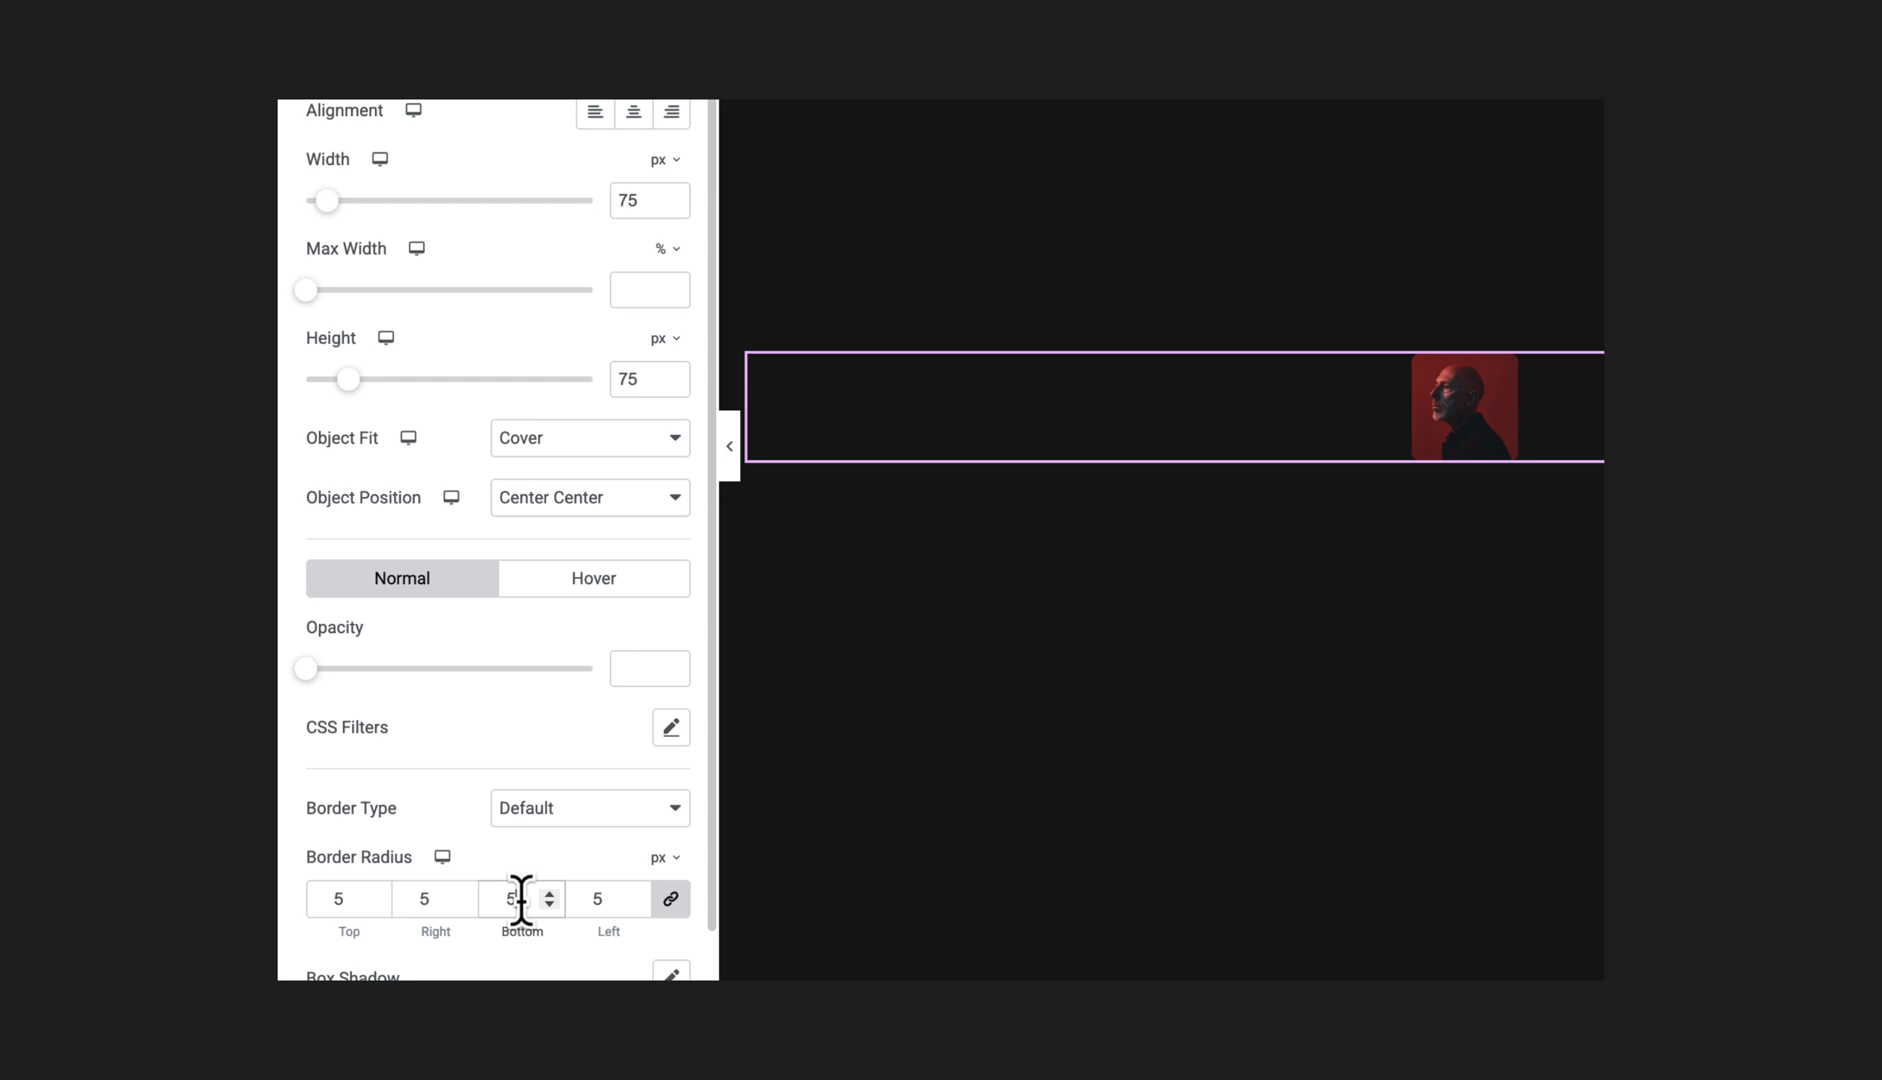 Alignment
Width px
75
Max Width %
Height px
75
Object Fit Cover
Object Position Center Center
Normal Hover
Opacity
CSS Filters
Border Type Default
Border Radius px
5 5 5 5
Top Right Bottom Left
Box Shadow